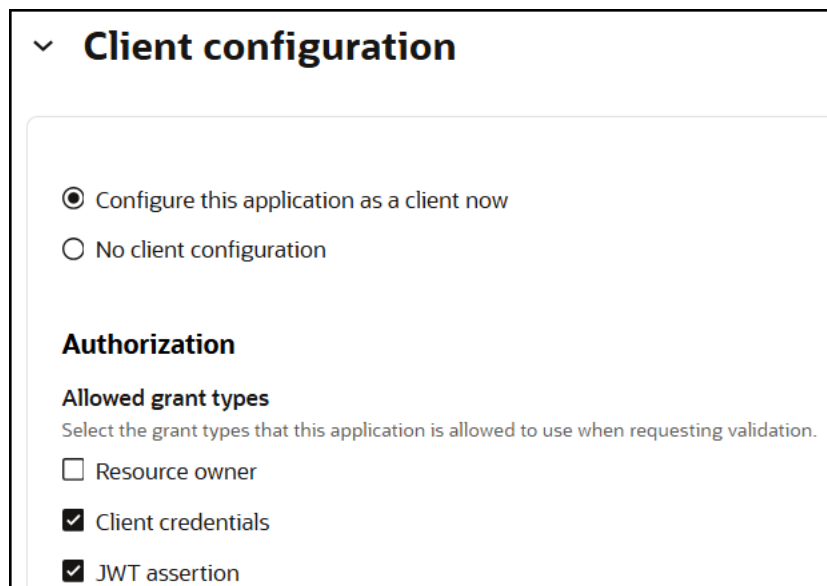 Client configuration
Configure this application as a client now
No client configuration
Authorization
Allowed grant types
Select the grant types that this application is allowed to use when requesting validation.
Resource owner
Client credentials
JWT assertion